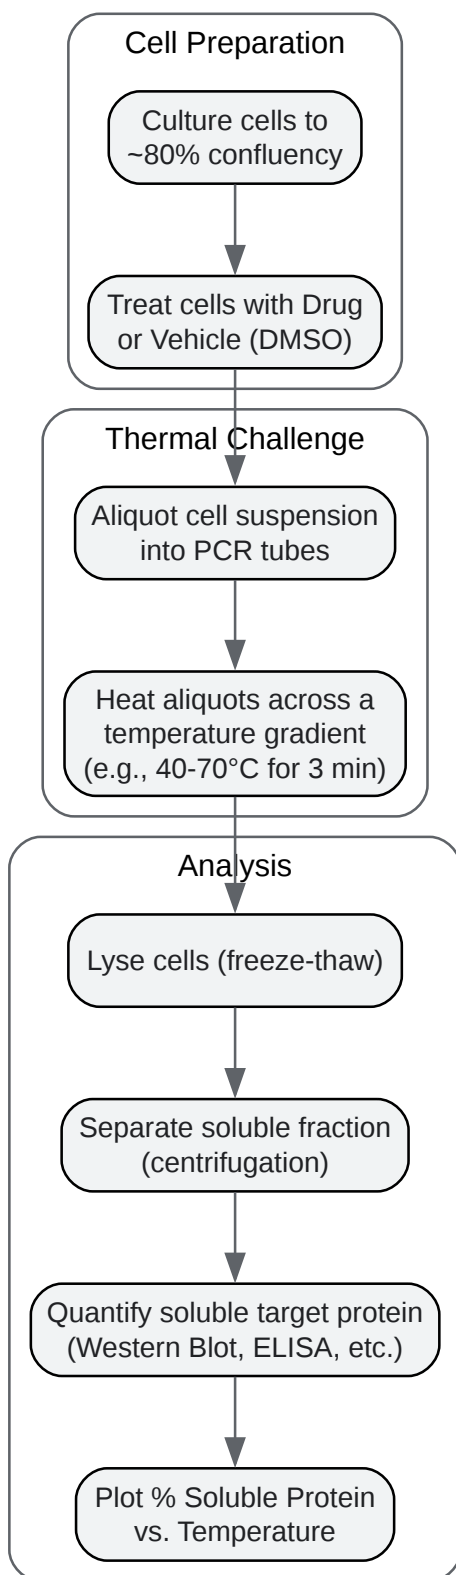 Cell Preparation
Culture cells to
~80% confluency
Treat cells with Drug
or Vehicle (DMSO)
Thermal Challenge
Aliquot cell suspension
into PCR tubes
Heat aliquots across a
temperature gradient
(e.g., 40-70°C for 3 min)
Analysis
Lyse cells (freeze-thaw)
Separate soluble fraction
(centrifugation)
Quantify soluble target protein
(Western Blot, ELISA, etc.)
Plot % Soluble Protein
vs. Temperature